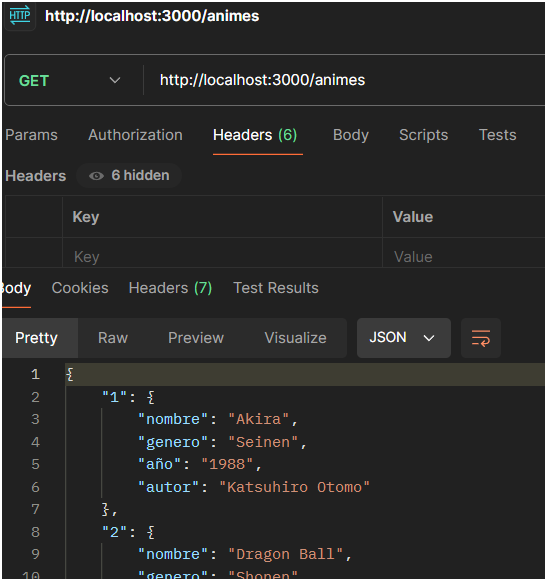 HTTP http://localhost:3000/animes
GET http://localhost:3000/animes
Params Authorization Headers (6) Body Scripts Tests
Headers 6 hidden
Key Value
Key Value
Body Cookies Headers (7) Test Results
Pretty Raw Preview Visualize JSON
1 {
2 "1": {
3 "nombre": "Akira",
4 "genero": "Seinen",
5 "año": "1988",
6 "autor": "Katsuhiro Otomo"
7 },
8 "2": {
9 "nombre": "Dragon Ball",
10 "genero": "Shonen"